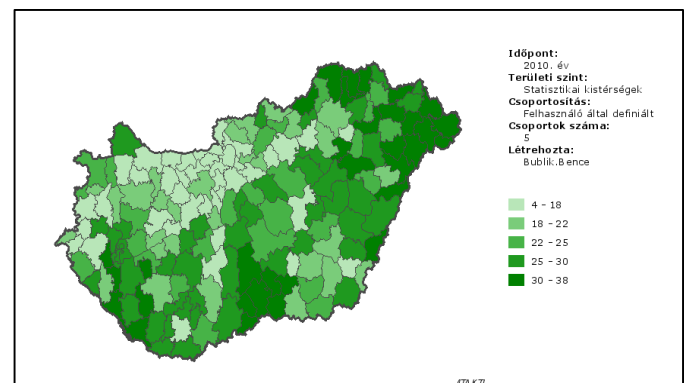 Időpont:
2010. év
Területi szint:
Statisztikai kistérségek
Csoportosítás:
Felhasználó által definiált
Csoportok száma:
5
Létrehozta:
Bublik.Bence
4 - 18
18 - 22
22 - 25
25 - 30
30 - 38